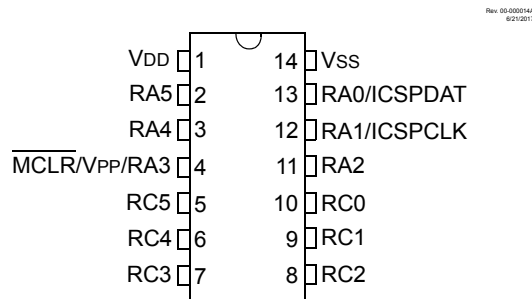 Rev. 00-000014A
6/21/2017
VDD 1 14 VSS
RA5 2 13 RA0/ICSPDAT
RA4 3 12 RA1/ICSPCLK
MCLR/VPP/RA3 4 11 RA2
RC5 5 10 RC0
RC4 6 9 RC1
RC3 7 8 RC2